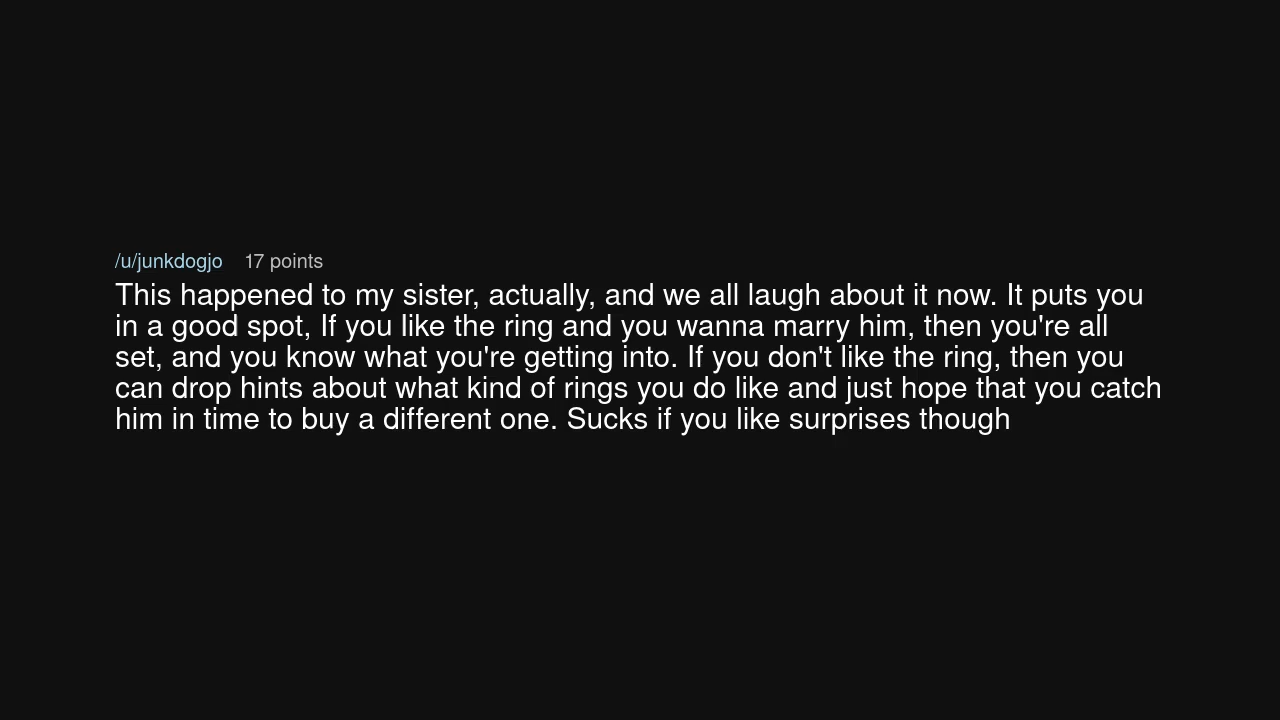 /u/junkdogjo 17 points
This happened to my sister, actually, and we all laugh about it now. It puts you
in a good spot, If you like the ring and you wanna marry him, then you're all
set, and you know what you're getting into. If you don't like the ring, then you
can drop hints about what kind of rings you do like and just hope that you catch
him in time to buy a different one. Sucks if you like surprises though